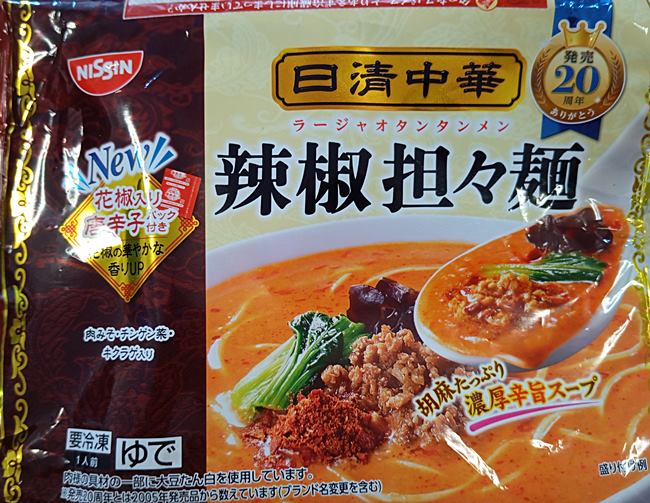 NISSIN
日清中華
発売
20
周年
ありがとう
ラージャオタンタンメン
辣椒担々麺
New!
花椒入り
唐辛子パック付き
花椒の華やかな
香りUP
肉みそ・チンゲン菜・
キクラゲ入り
胡麻たっぷり
濃厚辛旨スープ
要冷凍
1人前
ゆで
肉様の具材の一部に大豆たん白を使用しています。
※発売20周年とは2005年発売品から数えています(ブランド名変更を含む)